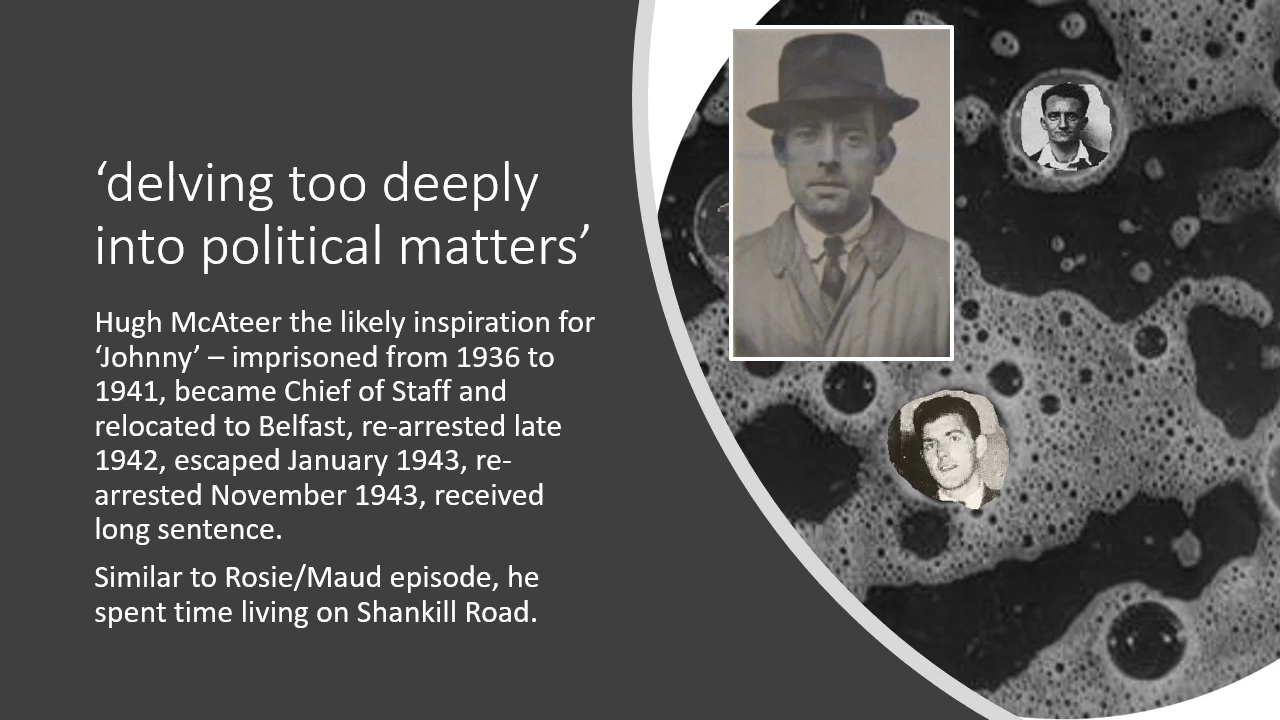 ‘delving too deeply
into political matters’
Hugh McAteer the likely inspiration for
‘Johnny’ – imprisoned from 1936 to
1941, became Chief of Staff and
relocated to Belfast, re-arrested late
1942, escaped January 1943, re-
arrested November 1943, received
long sentence.
Similar to Rosie/Maud episode, he
spent time living on Shankill Road.